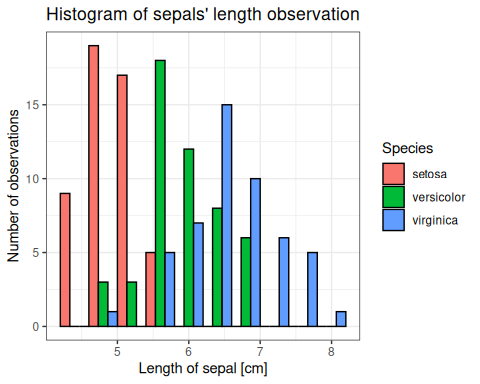 Histogram of sepals' length observation
Number of observations
15
10
5
0
5
6
7
8
Length of sepal [cm]
Species
setosa
versicolor
virginica